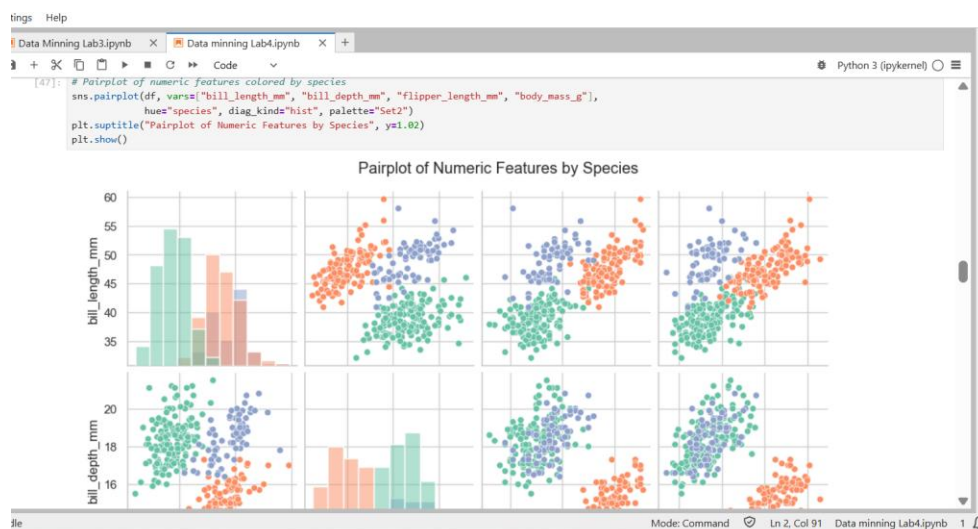 tings Help
Data Minning Lab3.ipynb × Data minning Lab4.ipynb × +
Code Python 3 (ipykernel)
[47]: # Pairplot of numeric features colored by species
sns.pairplot(df, vars=["bill_length_mm", "bill_depth_mm", "flipper_length_mm", "body_mass_g"],
hue="species", diag_kind="hist", palette="Set2")
plt.suptitle("Pairplot of Numeric Features by Species", y=1.02)
plt.show()
Pairplot of Numeric Features by Species
60
55
50
45
40
35
bill_length_mm
20
18
16
bill_depth_mm
dle Mode: Command Ln 2, Col 91 Data minning Lab4.ipynb 1